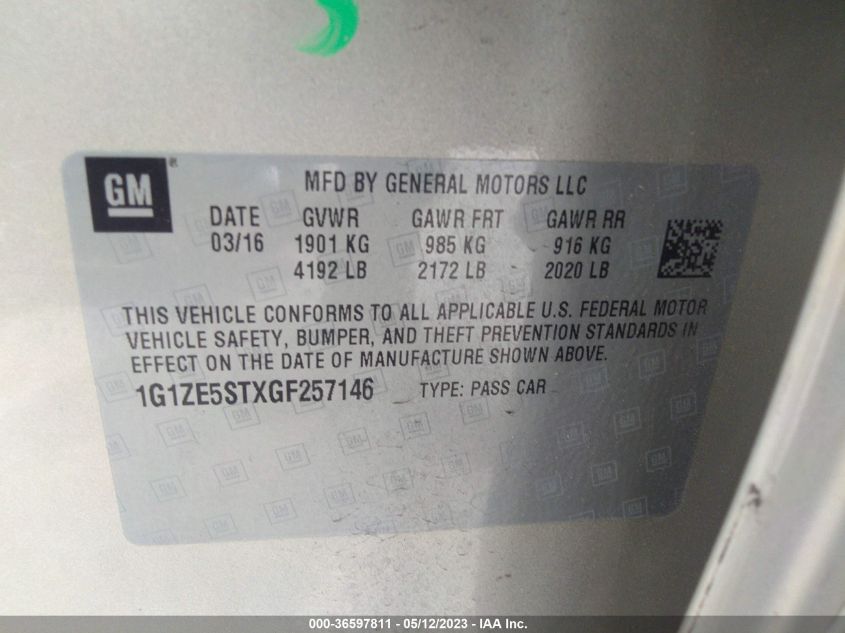 GM®
MFD BY GENERAL MOTORS LLC
DATE GVWR GAWR FRT GAWR RR
03/16 1901 KG 985 KG 916 KG
4192 LB 2172 LB 2020 LB
THIS VEHICLE CONFORMS TO ALL APPLICABLE U.S. FEDERAL MOTOR
VEHICLE SAFETY, BUMPER, AND THEFT PREVENTION STANDARDS IN
EFFECT ON THE DATE OF MANUFACTURE SHOWN ABOVE.
1G1ZE5STXGF257146 TYPE: PASS CAR
000-36597811 - 05/12/2023 - IAA Inc.